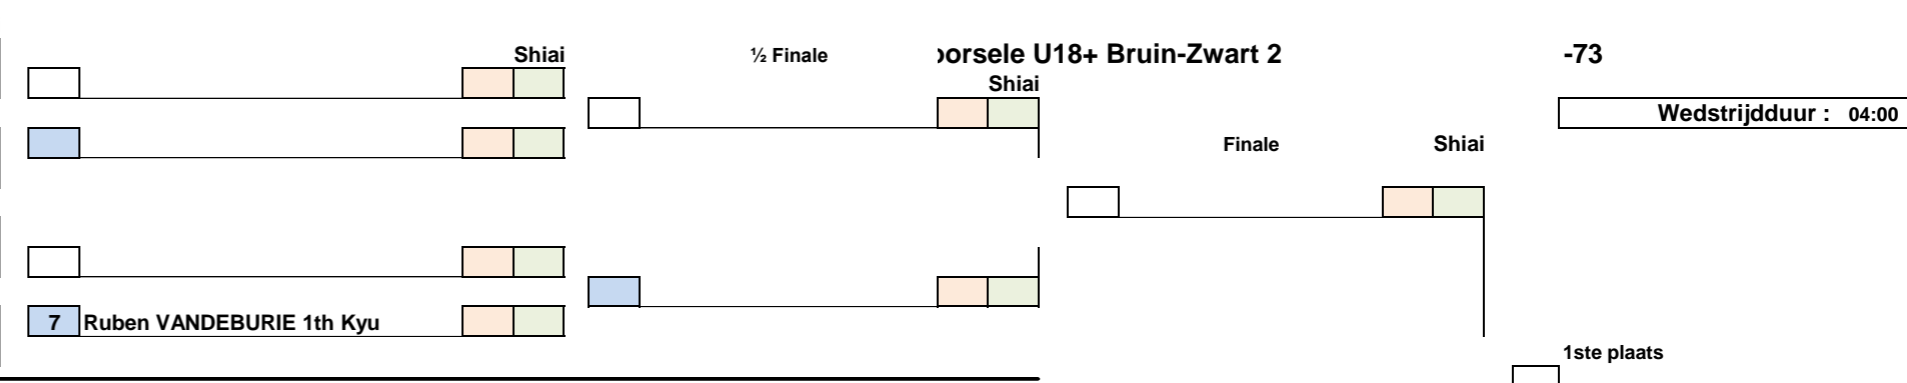 Shiai
½ Finale
orsele U18+ Bruin-Zwart 2
-73
Shiai
Wedstrijdduur : 04:00
Finale
Shiai
7 Ruben VANDEBURIE 1th Kyu
1ste plaats